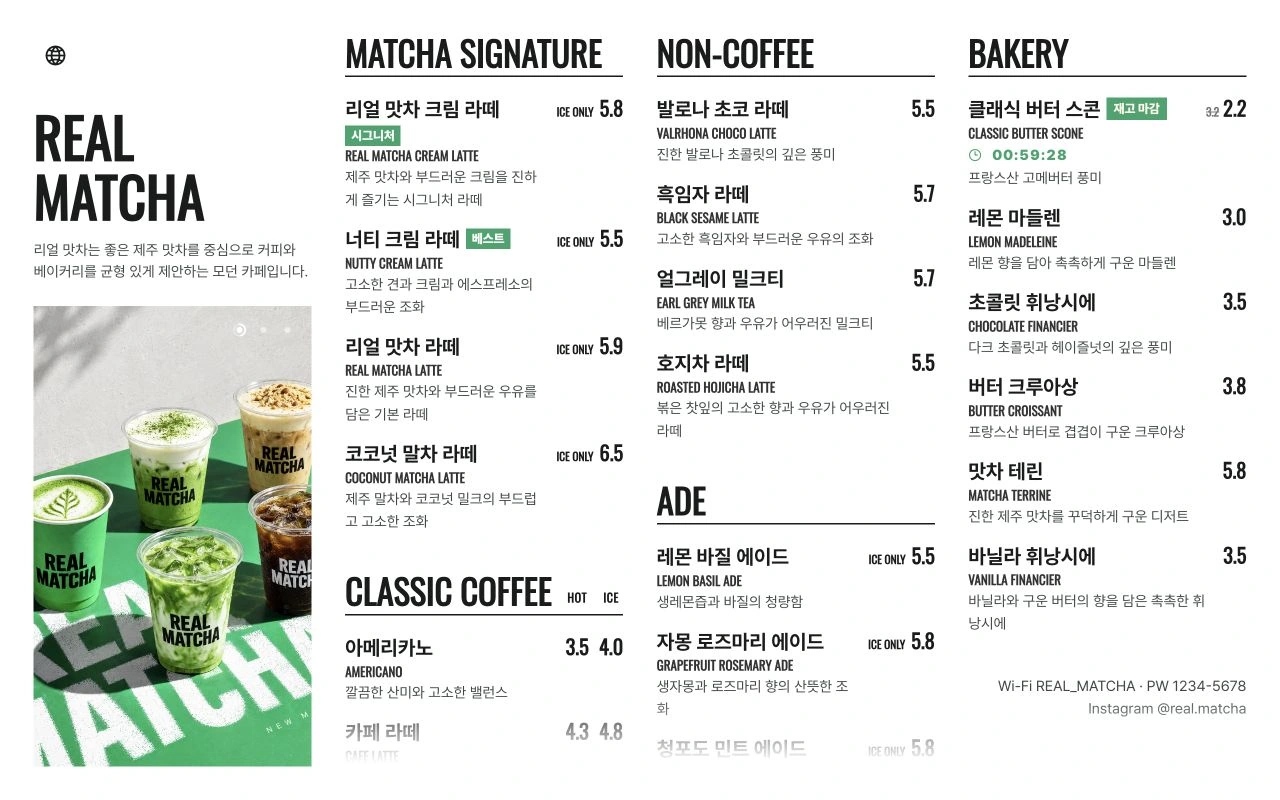 REAL
MATCHA
리얼 맛차는 좋은 제주 맛차를 중심으로 커피와
베이커리를 균형 있게 제안하는 모던 카페입니다.
REAL
MATCHA
REAL
MATCHA
REAL
MATCHA
REAL
MATCHA
REAL
MATCHA
NEW M
MATCHA SIGNATURE
리얼 맛차 크림 라떼 ICE ONLY 5.8
시그니처
REAL MATCHA CREAM LATTE
제주 맛차와 부드러운 크림을 진하
게 즐기는 시그니처 라떼
너티 크림 라떼 베스트 ICE ONLY 5.5
NUTTY CREAM LATTE
고소한 견과 크림과 에스프레소의
부드러운 조화
리얼 맛차 라떼 ICE ONLY 5.9
REAL MATCHA LATTE
진한 제주 맛차와 부드러운 우유를
담은 기본 라떼
코코넛 말차 라떼 ICE ONLY 6.5
COCONUT MATCHA LATTE
제주 말차와 코코넛 밀크의 부드럽
고 고소한 조화
CLASSIC COFFEE HOT ICE
아메리카노 3.5 4.0
AMERICANO
깔끔한 산미와 고소한 밸런스
카페 라떼 4.3 4.8
CAFE LATTE
NON-COFFEE
발로나 초코 라떼 5.5
VALRHONA CHOCO LATTE
진한 발로나 초콜릿의 깊은 풍미
흑임자 라떼 5.7
BLACK SESAME LATTE
고소한 흑임자와 부드러운 우유의 조화
얼그레이 밀크티 5.7
EARL GREY MILK TEA
베르가못 향과 우유가 어우러진 밀크티
호지차 라떼 5.5
ROASTED HOJICHA LATTE
볶은 찻잎의 고소한 향과 우유가 어우러진
라떼
ADE
레몬 바질 에이드 ICE ONLY 5.5
LEMON BASIL ADE
생레몬즙과 바질의 청량함
자몽 로즈마리 에이드 ICE ONLY 5.8
GRAPEFRUIT ROSEMARY ADE
생자몽과 로즈마리 향의 산뜻한 조
화
청포도 민트 에이드 ICE ONLY 5.8
BAKERY
클래식 버터 스콘 재고 마감 3.2 2.2
CLASSIC BUTTER SCONE
00:59:28
프랑스산 고메버터 풍미
레몬 마들렌 3.0
LEMON MADELEINE
레몬 향을 담아 촉촉하게 구운 마들렌
초콜릿 휘낭시에 3.5
CHOCOLATE FINANCIER
다크 초콜릿과 헤이즐넛의 깊은 풍미
버터 크루아상 3.8
BUTTER CROISSANT
프랑스산 버터로 겹겹이 구운 크루아상
맛차 테린 5.8
MATCHA TERRINE
진한 제주 맛차를 꾸덕하게 구운 디저트
바닐라 휘낭시에 3.5
VANILLA FINANCIER
바닐라와 구운 버터의 향을 담은 촉촉한 휘
낭시에
Wi-Fi REAL_MATCHA · PW 1234-5678
Instagram @real.matcha